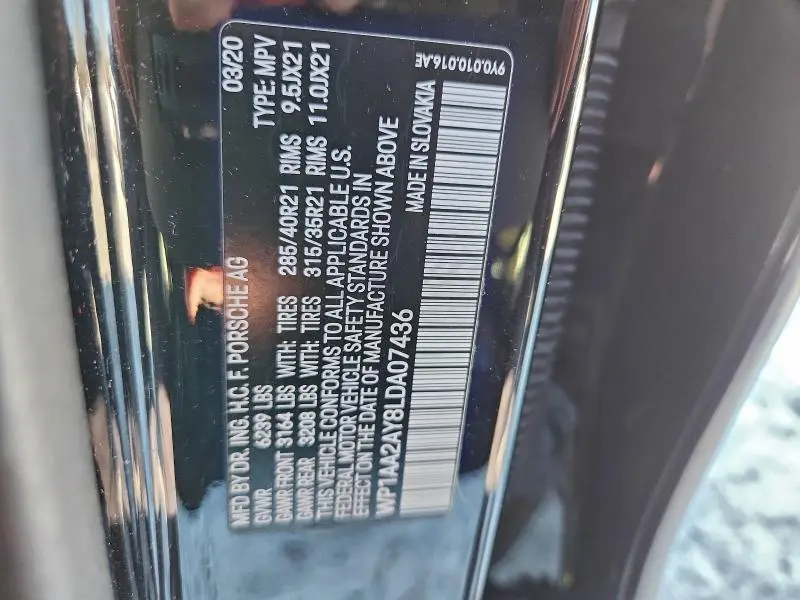 MFD BY DR. ING. H.C. F. PORSCHE AG 03/20
GVWR 6239 LBS TYPE: MPV
GAWR FRONT 3164 LBS WITH: TIRES 285/40R21 RIMS 9.5JX21
GAWR REAR 3208 LBS WITH: TIRES 315/35R21 RIMS 11.0JX21
THIS VEHICLE CONFORMS TO ALL APPLICABLE U.S.
FEDERAL MOTOR VEHICLE SAFETY STANDARDS IN
EFFECT ON THE DATE OF MANUFACTURE SHOWN ABOVE
WP1AA2AY8LDA07436 MADE IN SLOVAKIA
9Y0.010.016.AE